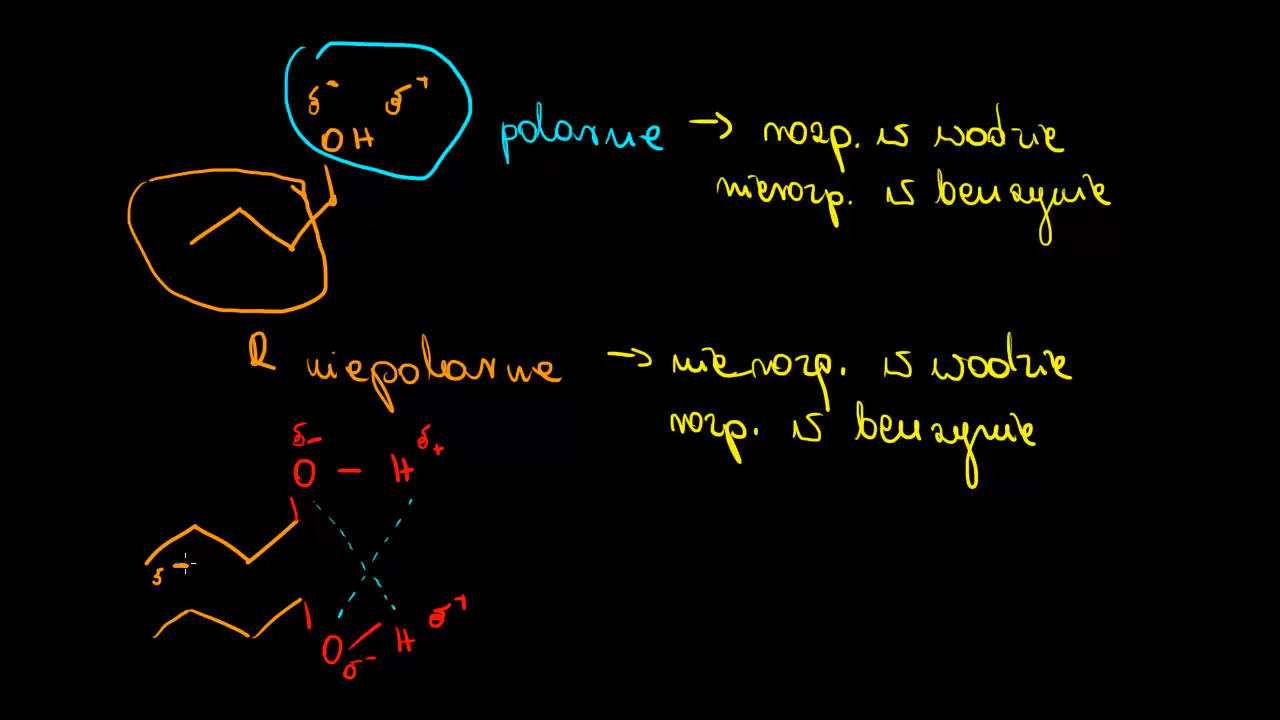 δ- δ+
OH
polarne → rozp. w wodzie
nierozp. w benzynie
R niepolarne → nierozp. w wodzie
rozp. w benzynie
δ- δ+
O - H
δ -
O H δ+
δ-